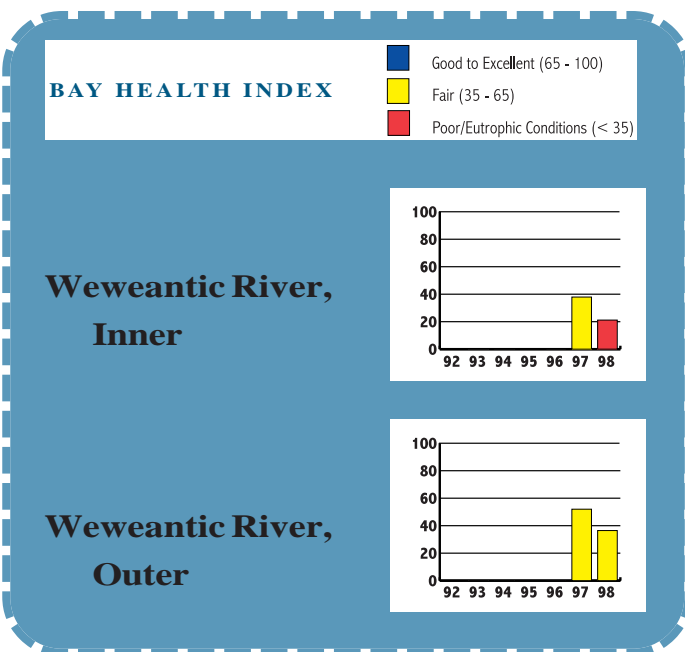 BAY HEALTH INDEX
Good to Excellent (65 - 100)
Fair (35 - 65)
Poor/Eutrophic Conditions (< 35)
Weweantic River,
Inner
100
80
60
40
20
0
92 93 94 95 96 97 98
Weweantic River,
Outer
100
80
60
40
20
0
92 93 94 95 96 97 98